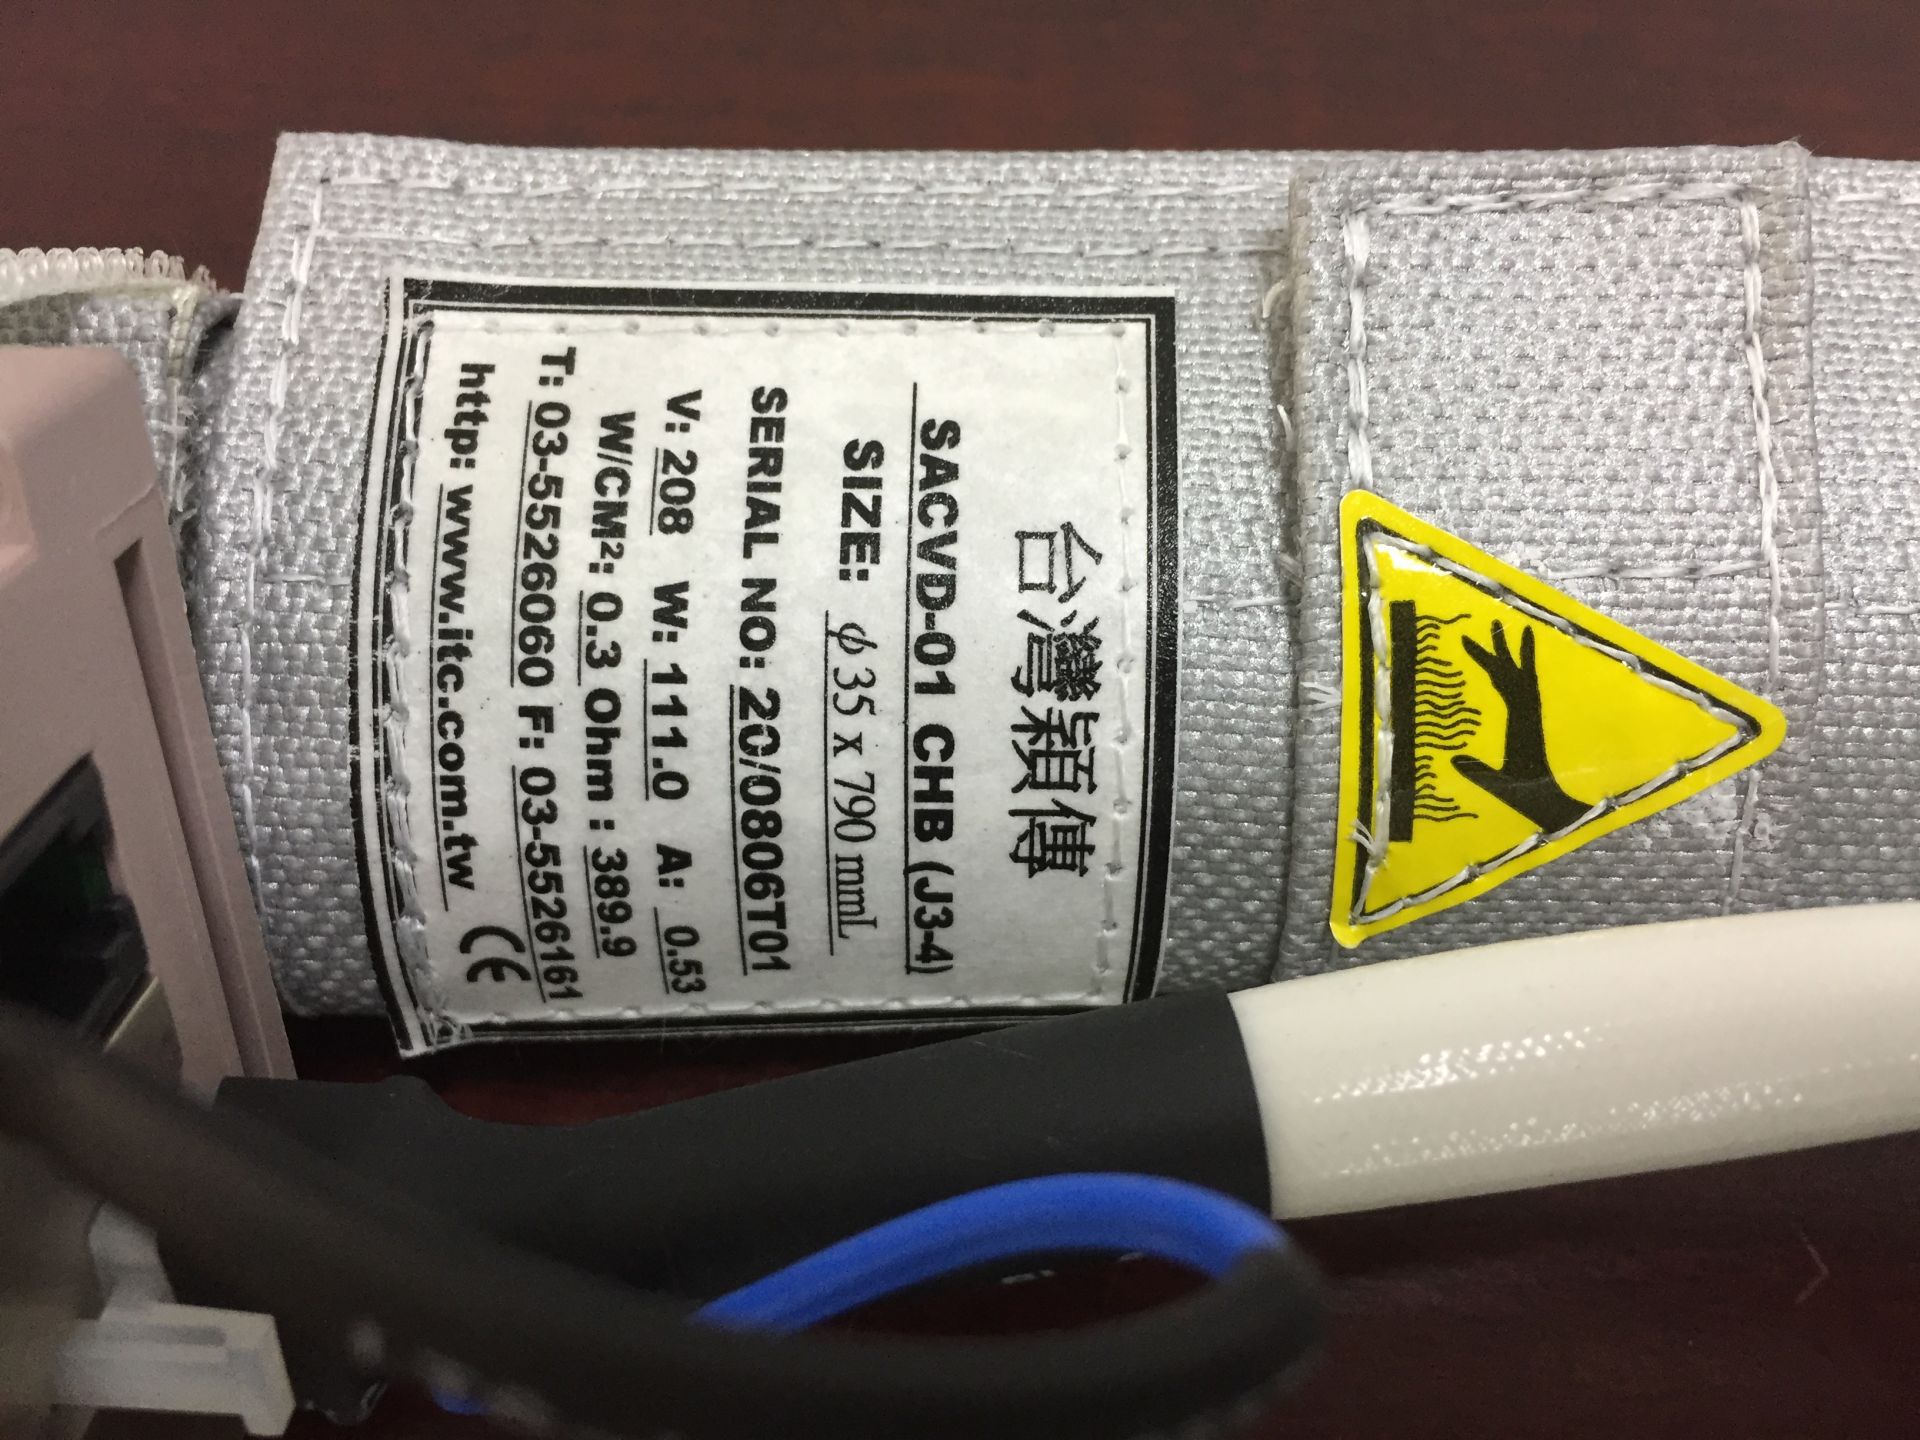 台灣穎傳
SACVD-01 CHB (J3-4)
SIZE: ϕ35 x 790 mmL
SERIAL NO: 20/0806T01
V: 208 W: 111.0 A: 0.53
W/CM²: 0.3 Ohm : 389.9
T: 03-5526060 F: 03-5526161
http: www.itc.com.tw CE